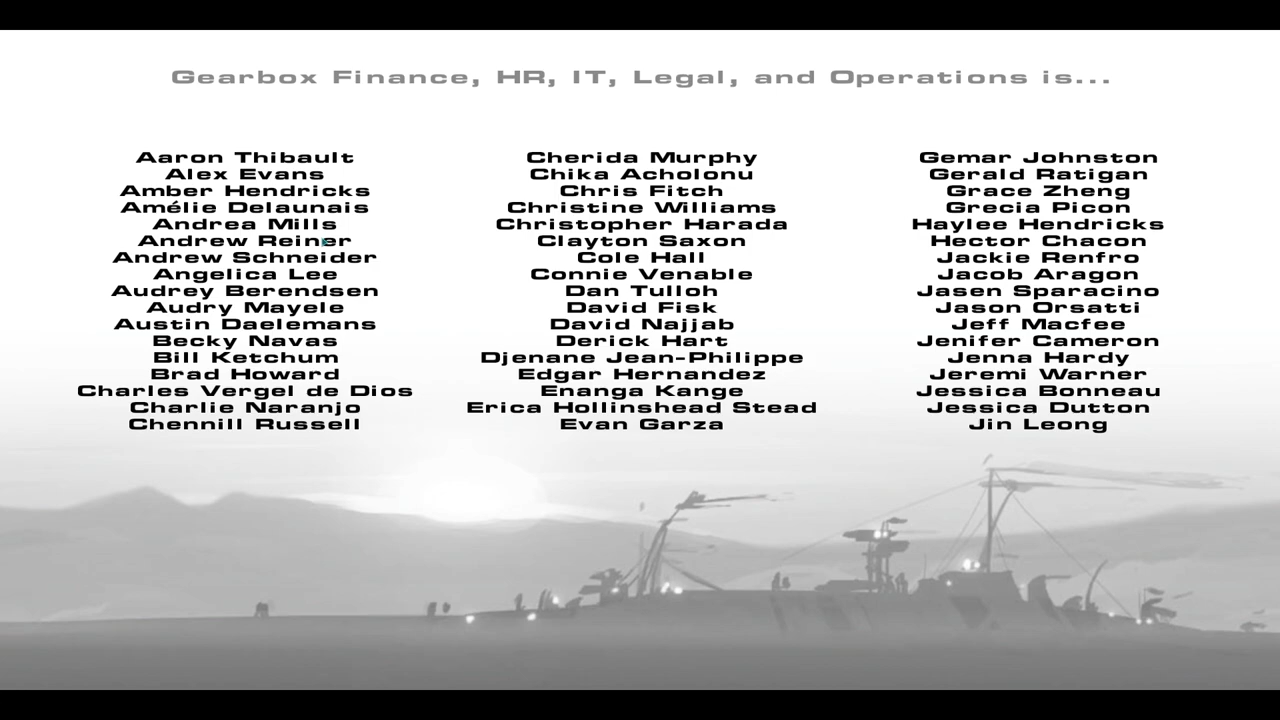 Gearbox Finance, HR, IT, Legal, and Operations is...
Aaron Thibault
Alex Evans
Amber Hendricks
Amélie Delaunais
Andrea Mills
Andrew Reiner
Andrew Schneider
Angelica Lee
Audrey Berendsen
Audry Mayele
Austin Daelemans
Becky Navas
Bill Ketchum
Brad Howard
Charles Vergel de Dios
Charlie Naranjo
Chennill Russell
Cherida Murphy
Chika Acholonu
Chris Fitch
Christine Williams
Christopher Harada
Clayton Saxon
Cole Hall
Connie Venable
Dan Tulloh
David Fisk
David Najjab
Derick Hart
Djenane Jean-Philippe
Edgar Hernandez
Enanga Kange
Erica Hollinshead Stead
Evan Garza
Gemar Johnston
Gerald Ratigan
Grace Zheng
Grecia Picon
Haylee Hendricks
Hector Chacon
Jackie Renfro
Jacob Aragon
Jasen Sparacino
Jason Orsatti
Jeff Macfee
Jenifer Cameron
Jenna Hardy
Jeremi Warner
Jessica Bonneau
Jessica Dutton
Jin Leong